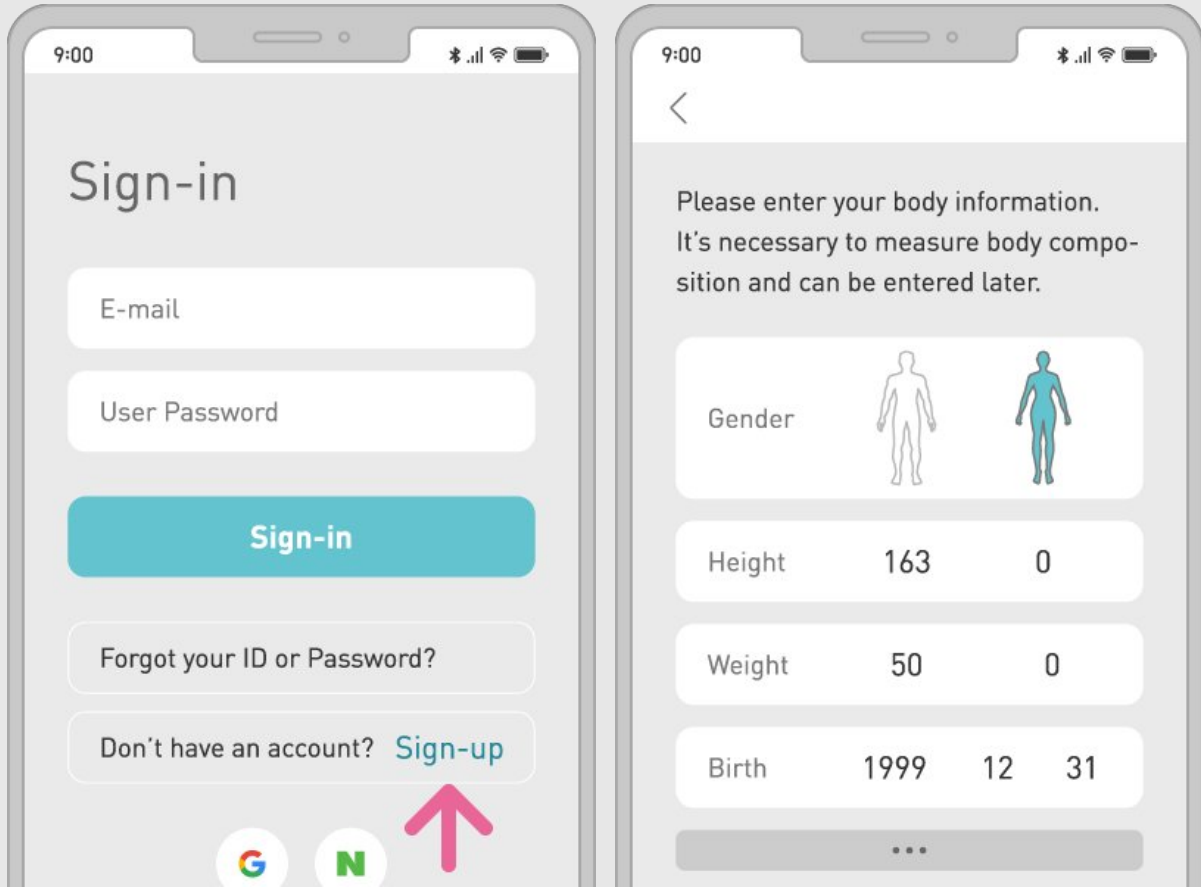 9:00
Sign-in
E-mail
User Password
Sign-in
Forgot your ID or Password?
Don't have an account? Sign-up
G N
9:00
Please enter your body information.
It's necessary to measure body compo-
sition and can be entered later.
Gender
Height 163 0
Weight 50 0
Birth 1999 12 31
...